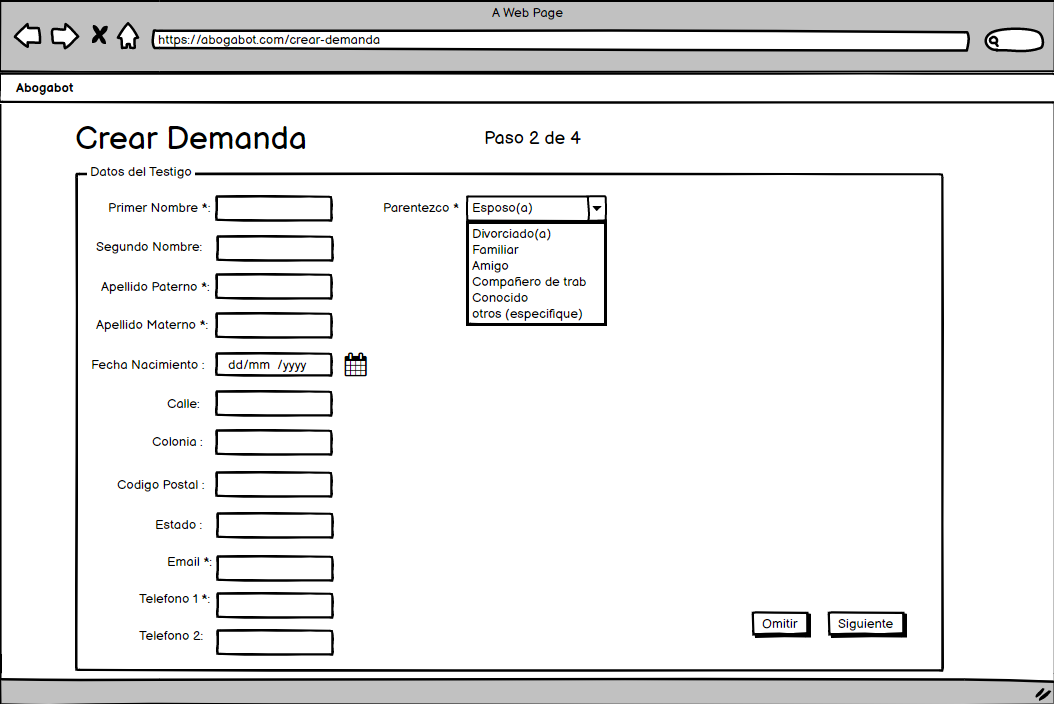 A Web Page
https://abogabot.com/crear-demanda
Abogabot
Crear Demanda
Paso 2 de 4
Datos del Testigo
Primer Nombre *:
Parentezco *
Esposo(a)
Divorciado(a)
Familiar
Amigo
Compañero de trab
Conocido
otros (especifique)
Segundo Nombre:
Apellido Paterno *:
Apellido Materno *:
Fecha Nacimiento :
dd/mm /yyyy
Calle:
Colonia :
Codigo Postal :
Estado :
Email *:
Telefono 1 *:
Telefono 2:
Omitir
Siguiente